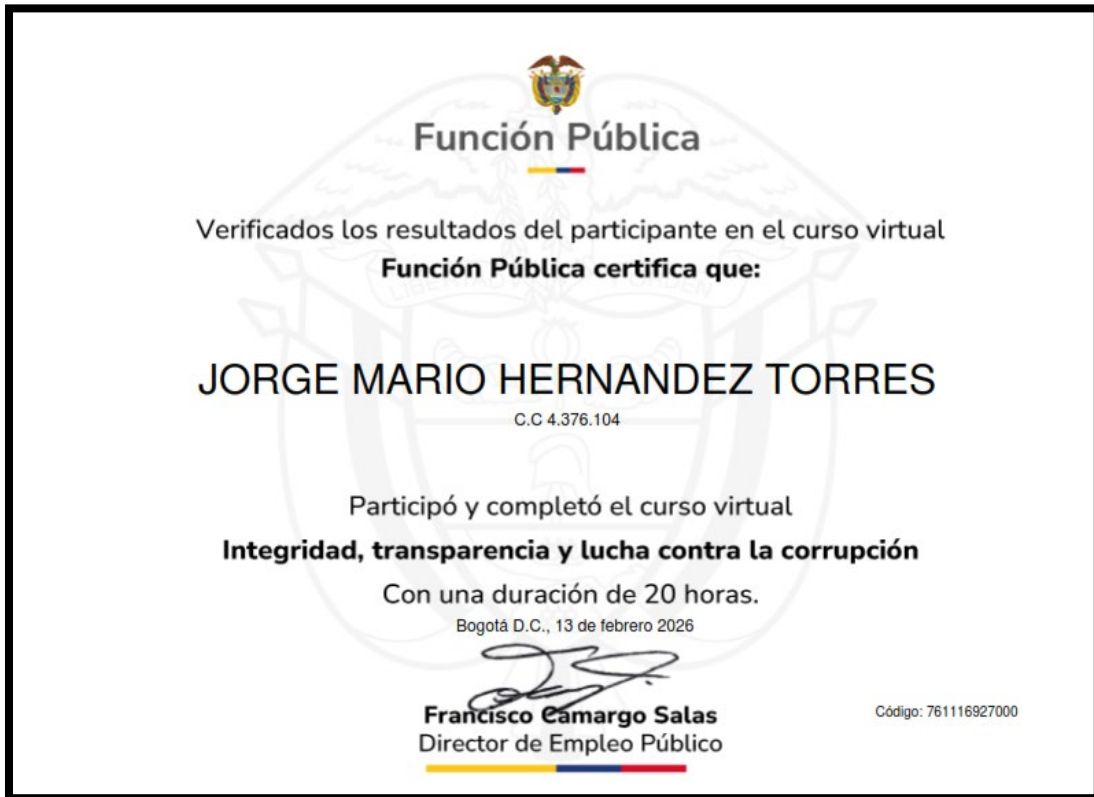 Función Pública
Verificados los resultados del participante en el curso virtual
Función Pública certifica que:
LIBERTAD Y ORDEN
JORGE MARIO HERNANDEZ TORRES
C.C 4.376.104
Participó y completó el curso virtual
Integridad, transparencia y lucha contra la corrupción
Con una duración de 20 horas.
Bogotá D.C., 13 de febrero 2026
Francisco Camargo Salas
Código: 761116927000
Director de Empleo Público